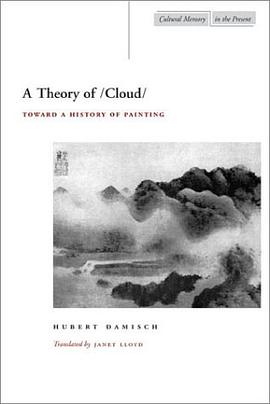 Cultural Memory in the Present
A Theory of /Cloud/
TOWARD A HISTORY OF PAINTING
HUBERT DAMISCH
Translated by JANET LLOYD